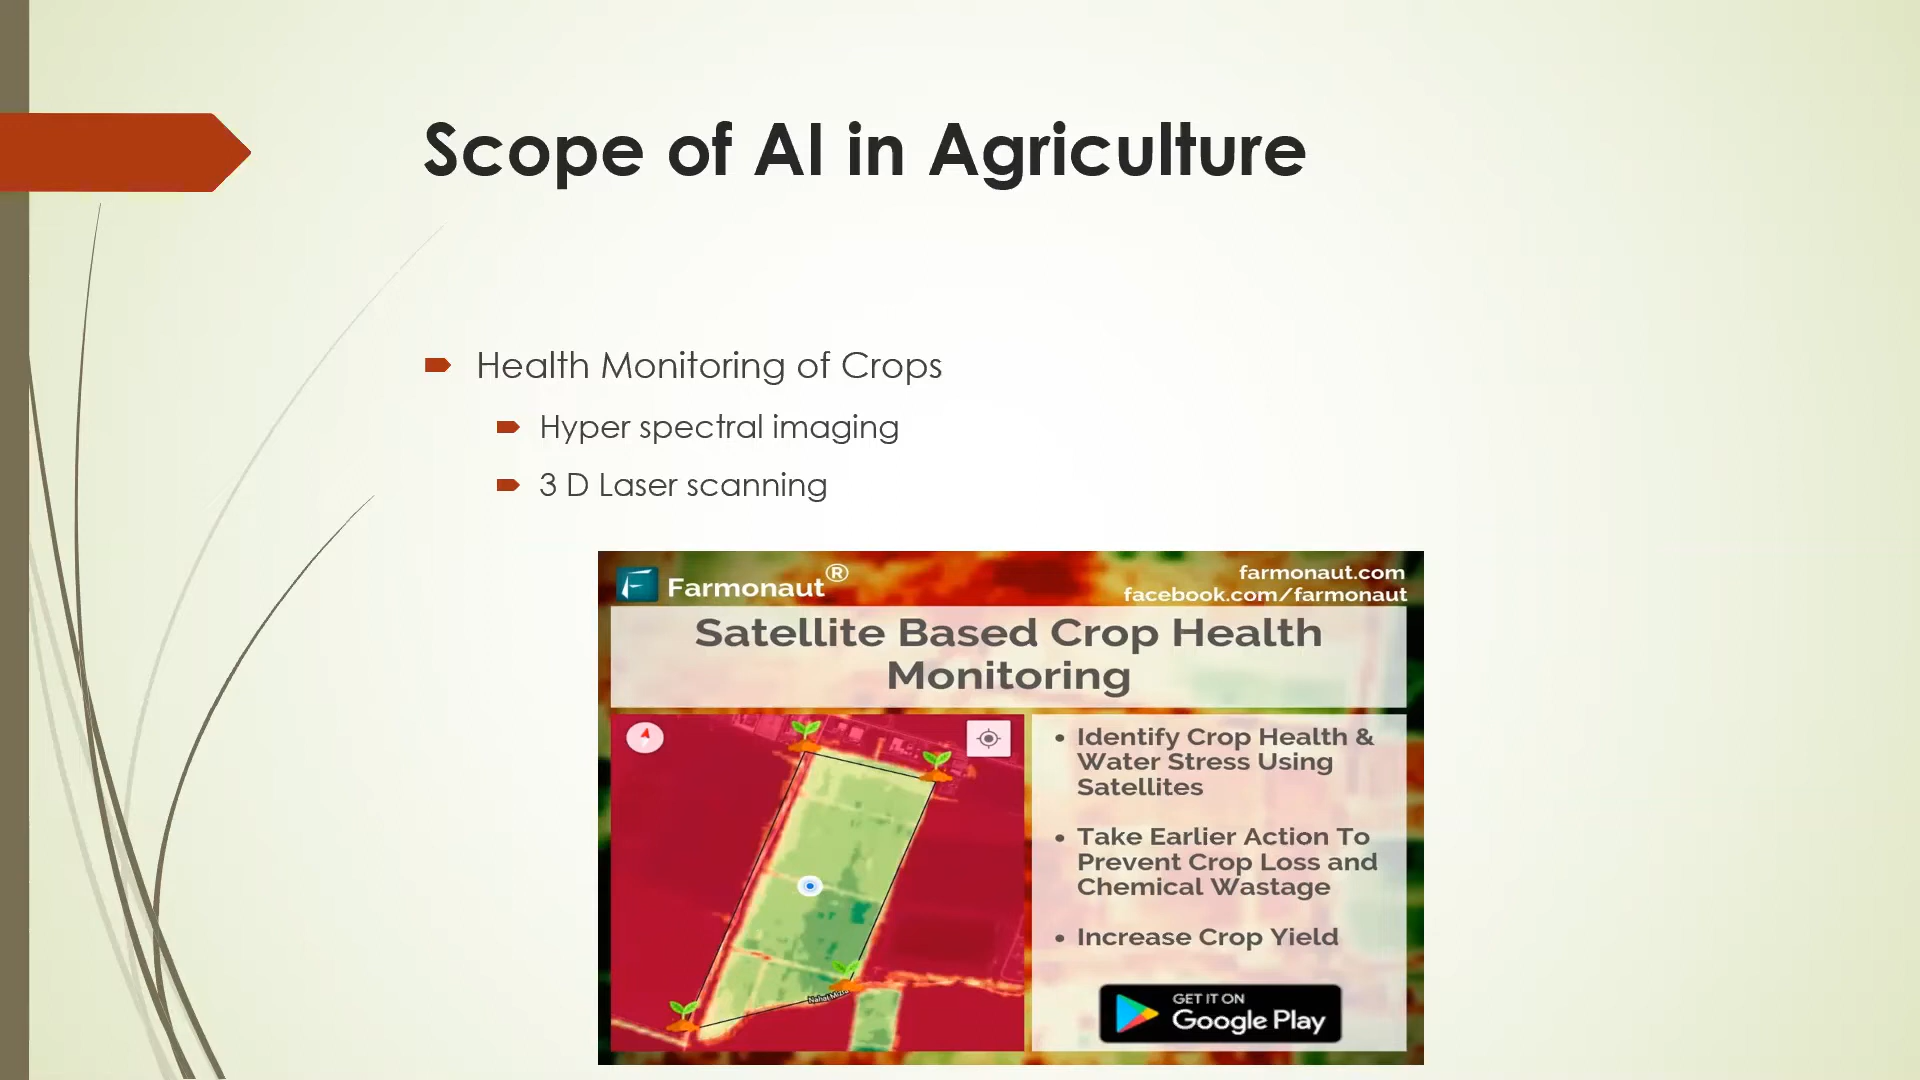 Scope of AI in Agriculture
Health Monitoring of Crops
Hyper spectral imaging
3 D Laser scanning
Farmonaut®
farmonaut.com
facebook.com/farmonaut
Satellite Based Crop Health
Monitoring
• Identify Crop Health &
Water Stress Using
Satellites
• Take Earlier Action To
Prevent Crop Loss and
Chemical Wastage
• Increase Crop Yield
GET IT ON
Google Play